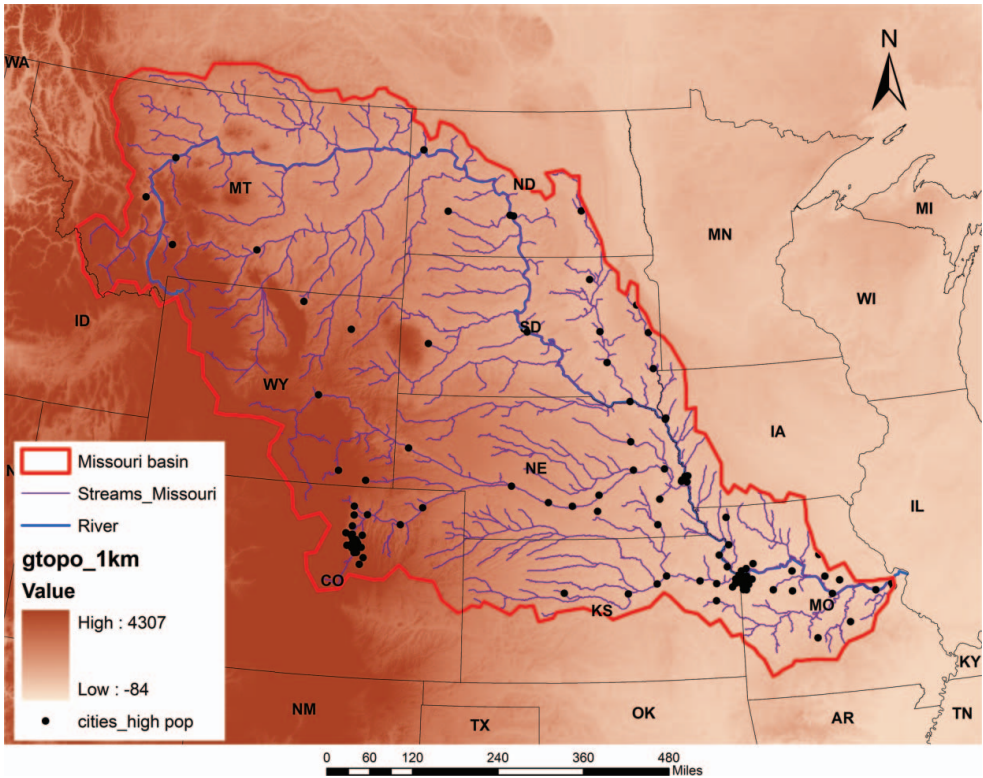 WA
N
MT
ND
MN
MI
ID
SD
WI
WY
IA
NE
IL
CO
KS
MO
KY
NM
TX
OK
AR
TN
N
Missouri basin
Streams_Missouri
River
gtopo_1km
Value
High : 4307
Low : -84
cities_high pop
0 60 120 240 360 480
Miles